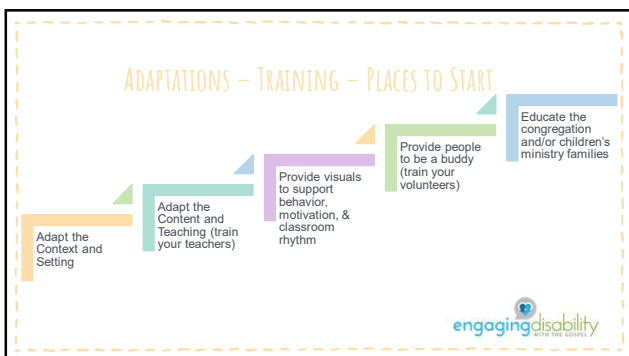 ADAPTATIONS – TRAINING – PLACES TO START
Adapt the
Context and
Setting
Adapt the
Content and
Teaching (train
your teachers)
Provide visuals
to support
behavior,
motivation, &
classroom
rhythm
Provide people
to be a buddy
(train your
volunteers)
Educate the
congregation
and/or children's
ministry families
engagingdisability
WITH THE GOSPEL